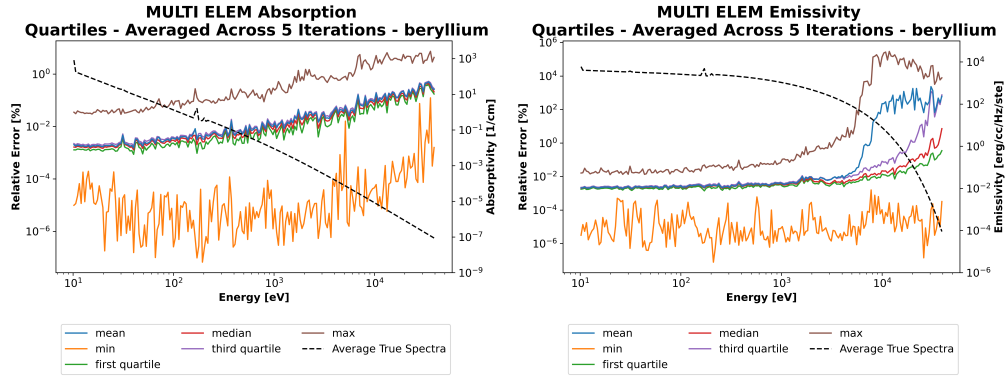 MULTI ELEM Absorption
Quartiles - Averaged Across 5 Iterations - beryllium
Relative Error [%]
10^0
10^-2
10^-4
10^-6
10^3
10^1
10^-1
10^-3
10^-5
10^-7
10^-9
Absorptivity [1/cm]
10^1
10^2
10^3
10^4
Energy [eV]
mean
median
max
min
third quartile
Average True Spectra
first quartile
MULTI ELEM Emissivity
Quartiles - Averaged Across 5 Iterations - beryllium
Relative Error [%]
10^6
10^4
10^2
10^0
10^-2
10^-4
10^-6
10^4
10^2
10^0
10^-2
10^-4
10^-6
Emissivity [erg/cc/Hz/ste]
10^1
10^2
10^3
10^4
Energy [eV]
mean
median
max
min
third quartile
Average True Spectra
first quartile